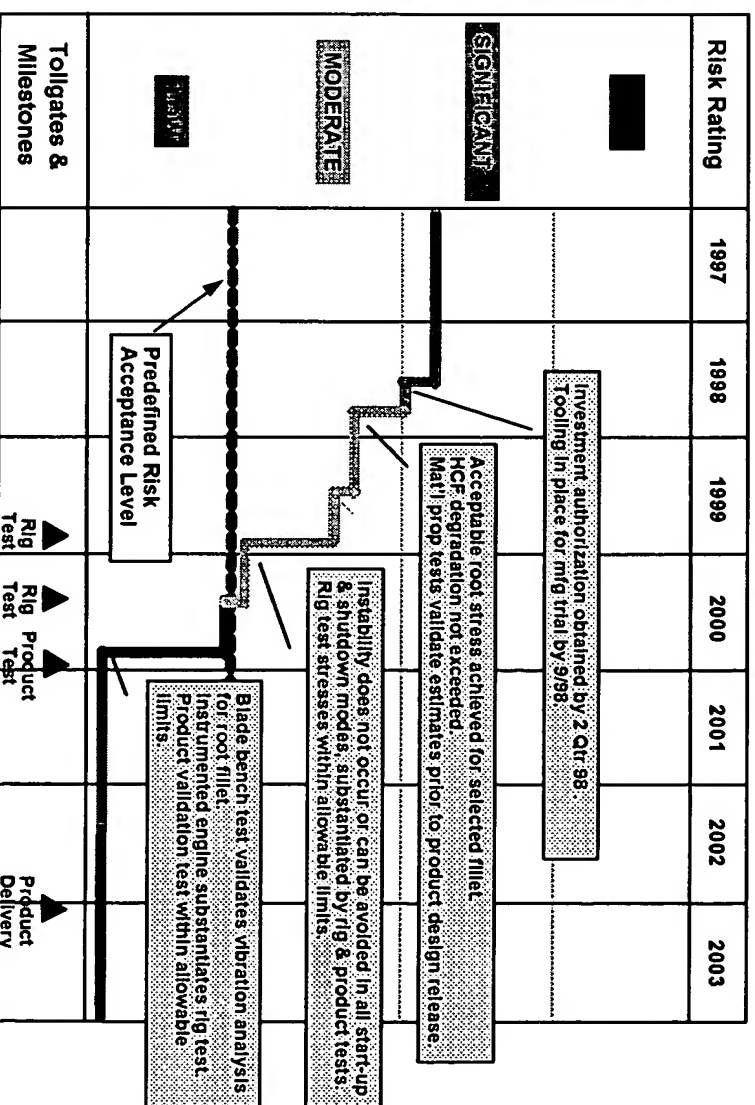 Risk Rating
1997
1998
1999
2000
2001
2002
2003
SIGNIFICANT
MODERATE
Investment authorization obtained by 2 Qtr 98.
Tooling in place for mfg trial by 9/98.
Acceptable root stress achieved for selected fillet.
HCF degradation not exceeded.
Mat'l prop tests validate estimates prior to product design release.
Instability does not occur or can be avoided in all start-up
& shutdown modes, substantiated by rig & product tests.
Rig test stresses within allowable limits.
Predefined Risk
Acceptance Level
Blade bench test validates vibration analysis
for root fillet.
Instrumented engine substantiates rig test.
Product validation test within allowable
limits.
Tollgates &
Milestones
Rig
Test
Rig
Test
Product
Test
Product
Delivery